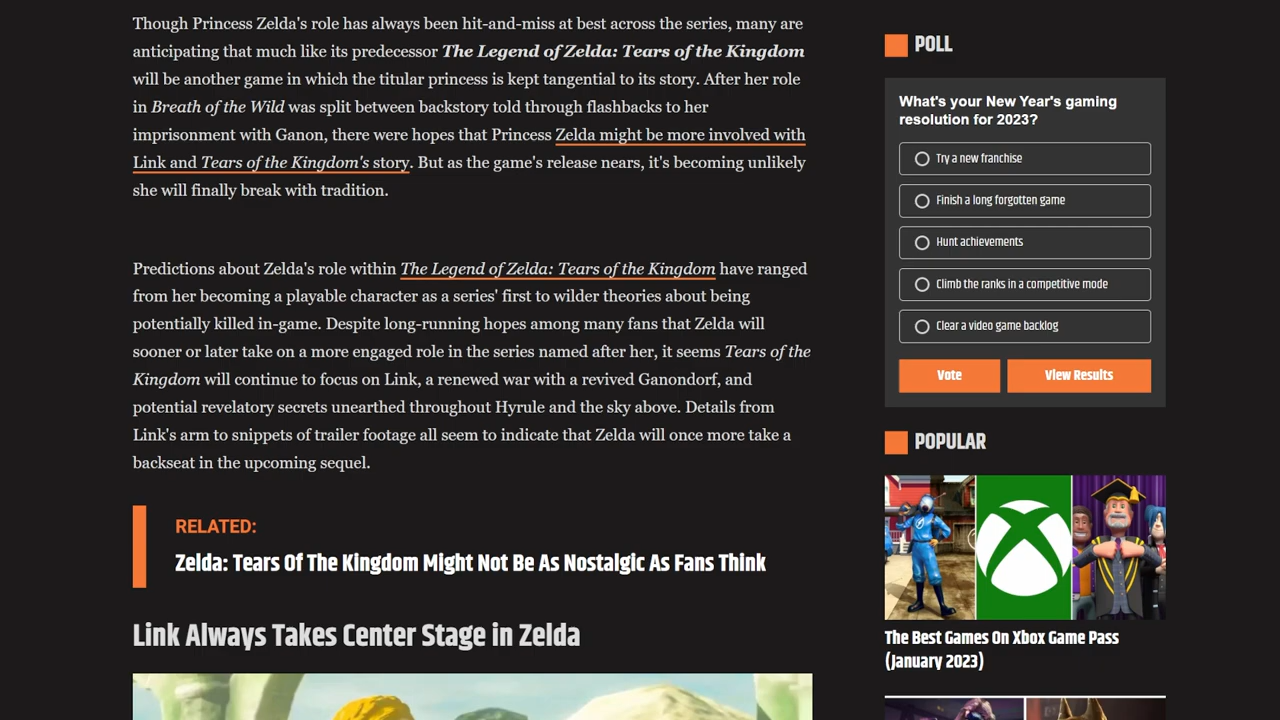 Though Princess Zelda's role has always been hit-and-miss at best across the series, many are
anticipating that much like its predecessor The Legend of Zelda: Tears of the Kingdom
will be another game in which the titular princess is kept tangential to its story. After her role
in Breath of the Wild was split between backstory told through flashbacks to her
imprisonment with Ganon, there were hopes that Princess Zelda might be more involved with
Link and Tears of the Kingdom's story. But as the game's release nears, it's becoming unlikely
she will finally break with tradition.
Predictions about Zelda's role within The Legend of Zelda: Tears of the Kingdom have ranged
from her becoming a playable character as a series' first to wilder theories about being
potentially killed in-game. Despite long-running hopes among many fans that Zelda will
sooner or later take on a more engaged role in the series named after her, it seems Tears of the
Kingdom will continue to focus on Link, a renewed war with a revived Ganondorf, and
potential revelatory secrets unearthed throughout Hyrule and the sky above. Details from
Link's arm to snippets of trailer footage all seem to indicate that Zelda will once more take a
backseat in the upcoming sequel.
RELATED:
Zelda: Tears Of The Kingdom Might Not Be As Nostalgic As Fans Think
Link Always Takes Center Stage in Zelda
POLL
What's your New Year's gaming
resolution for 2023?
Try a new franchise
Finish a long forgotten game
Hunt achievements
Climb the ranks in a competitive mode
Clear a video game backlog
Vote
View Results
POPULAR
The Best Games On Xbox Game Pass
(January 2023)